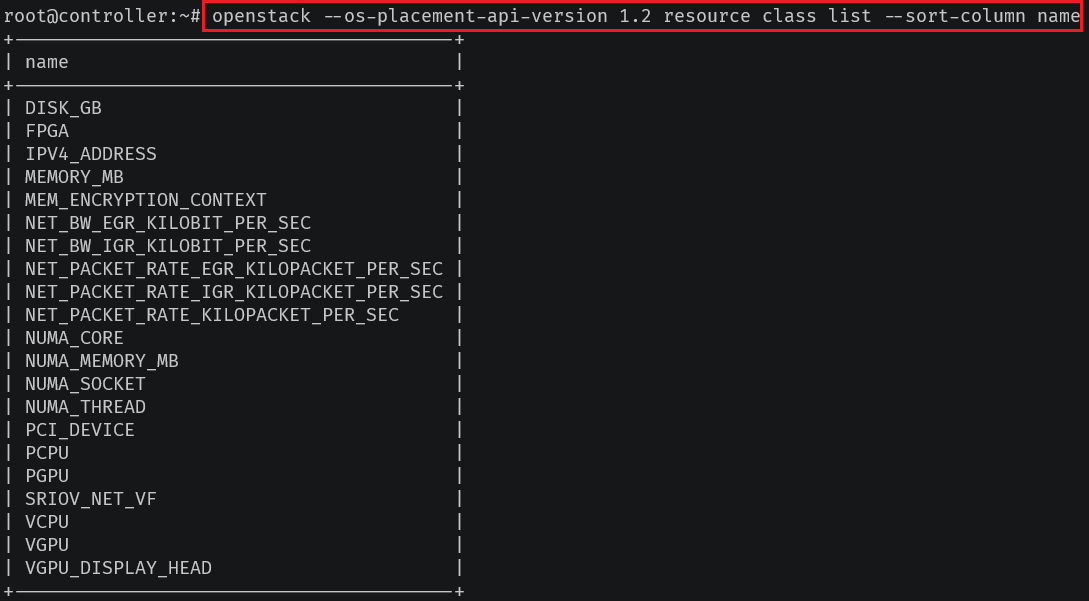 root@controller:~# openstack --os-placement-api-version 1.2 resource class list --sort-column name
+----------------------------------------+
| name                                   |
+----------------------------------------+
| DISK_GB                                |
| FPGA                                   |
| IPV4_ADDRESS                           |
| MEMORY_MB                              |
| MEM_ENCRYPTION_CONTEXT                 |
| NET_BW_EGR_KILOBIT_PER_SEC             |
| NET_BW_IGR_KILOBIT_PER_SEC             |
| NET_PACKET_RATE_EGR_KILOPACKET_PER_SEC |
| NET_PACKET_RATE_IGR_KILOPACKET_PER_SEC |
| NET_PACKET_RATE_KILOPACKET_PER_SEC     |
| NUMA_CORE                              |
| NUMA_MEMORY_MB                         |
| NUMA_SOCKET                            |
| NUMA_THREAD                            |
| PCI_DEVICE                             |
| PCPU                                   |
| PGPU                                   |
| SRIOV_NET_VF                           |
| VCPU                                   |
| VGPU                                   |
| VGPU_DISPLAY_HEAD                      |
+----------------------------------------+